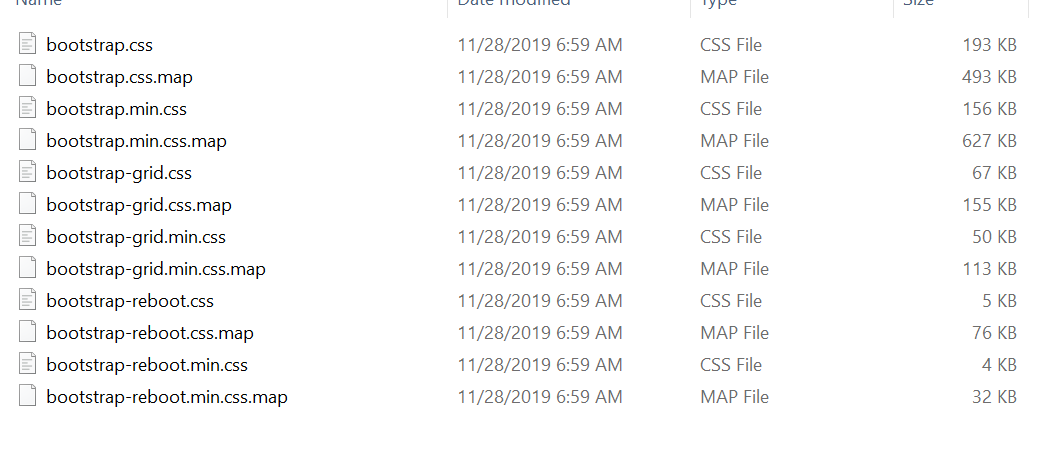 Name Date modified Type Size
bootstrap.css 11/28/2019 6:59 AM CSS File 193 KB
bootstrap.css.map 11/28/2019 6:59 AM MAP File 493 KB
bootstrap.min.css 11/28/2019 6:59 AM CSS File 156 KB
bootstrap.min.css.map 11/28/2019 6:59 AM MAP File 627 KB
bootstrap-grid.css 11/28/2019 6:59 AM CSS File 67 KB
bootstrap-grid.css.map 11/28/2019 6:59 AM MAP File 155 KB
bootstrap-grid.min.css 11/28/2019 6:59 AM CSS File 50 KB
bootstrap-grid.min.css.map 11/28/2019 6:59 AM MAP File 113 KB
bootstrap-reboot.css 11/28/2019 6:59 AM CSS File 5 KB
bootstrap-reboot.css.map 11/28/2019 6:59 AM MAP File 76 KB
bootstrap-reboot.min.css 11/28/2019 6:59 AM CSS File 4 KB
bootstrap-reboot.min.css.map 11/28/2019 6:59 AM MAP File 32 KB